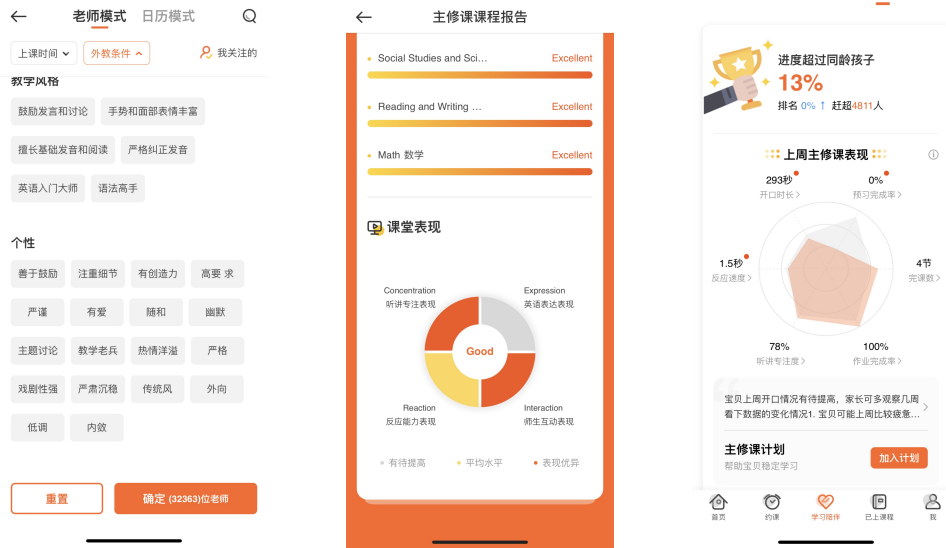 老师模式 日历模式
上课时间 外教条件 我关注的
教学风格
鼓励发言和讨论 手势和面部表情丰富
擅长基础发音和阅读 严格纠正发音
英语入门大师 语法高手
个性
善于鼓励 注重细节 有创造力 高要 求
严谨 有爱 随和 幽默
主题讨论 教学老兵 热情洋溢 严格
戏剧性强 严肃沉稳 传统风 外向
低调 内敛
重置 确定 (32363)位老师
主修课课程报告
Social Studies and Sci... Excellent
Reading and Writing ... Excellent
Math 数学 Excellent
课堂表现
Concentration Expression
听讲专注表现 英语表达表现
Good
Reaction Interaction
反应能力表现 师生互动表现
有待提高 平均水平 表现优异
进度超过同龄孩子
13%
排名 0% ↑ 赶超4811人
上周主修课表现
293秒 0%
开口时长 预习完成率
1.5秒 4节
反应速度 完课数
78% 100%
听讲专注度 作业完成率
宝贝上周开口情况有待提高，家长可多观察几周
看下数据的变化情况1. 宝贝可能上周比较疲惫...
主修课计划
帮助宝贝稳定学习
加入计划
首页 约课 学习陪伴 已上课程 我